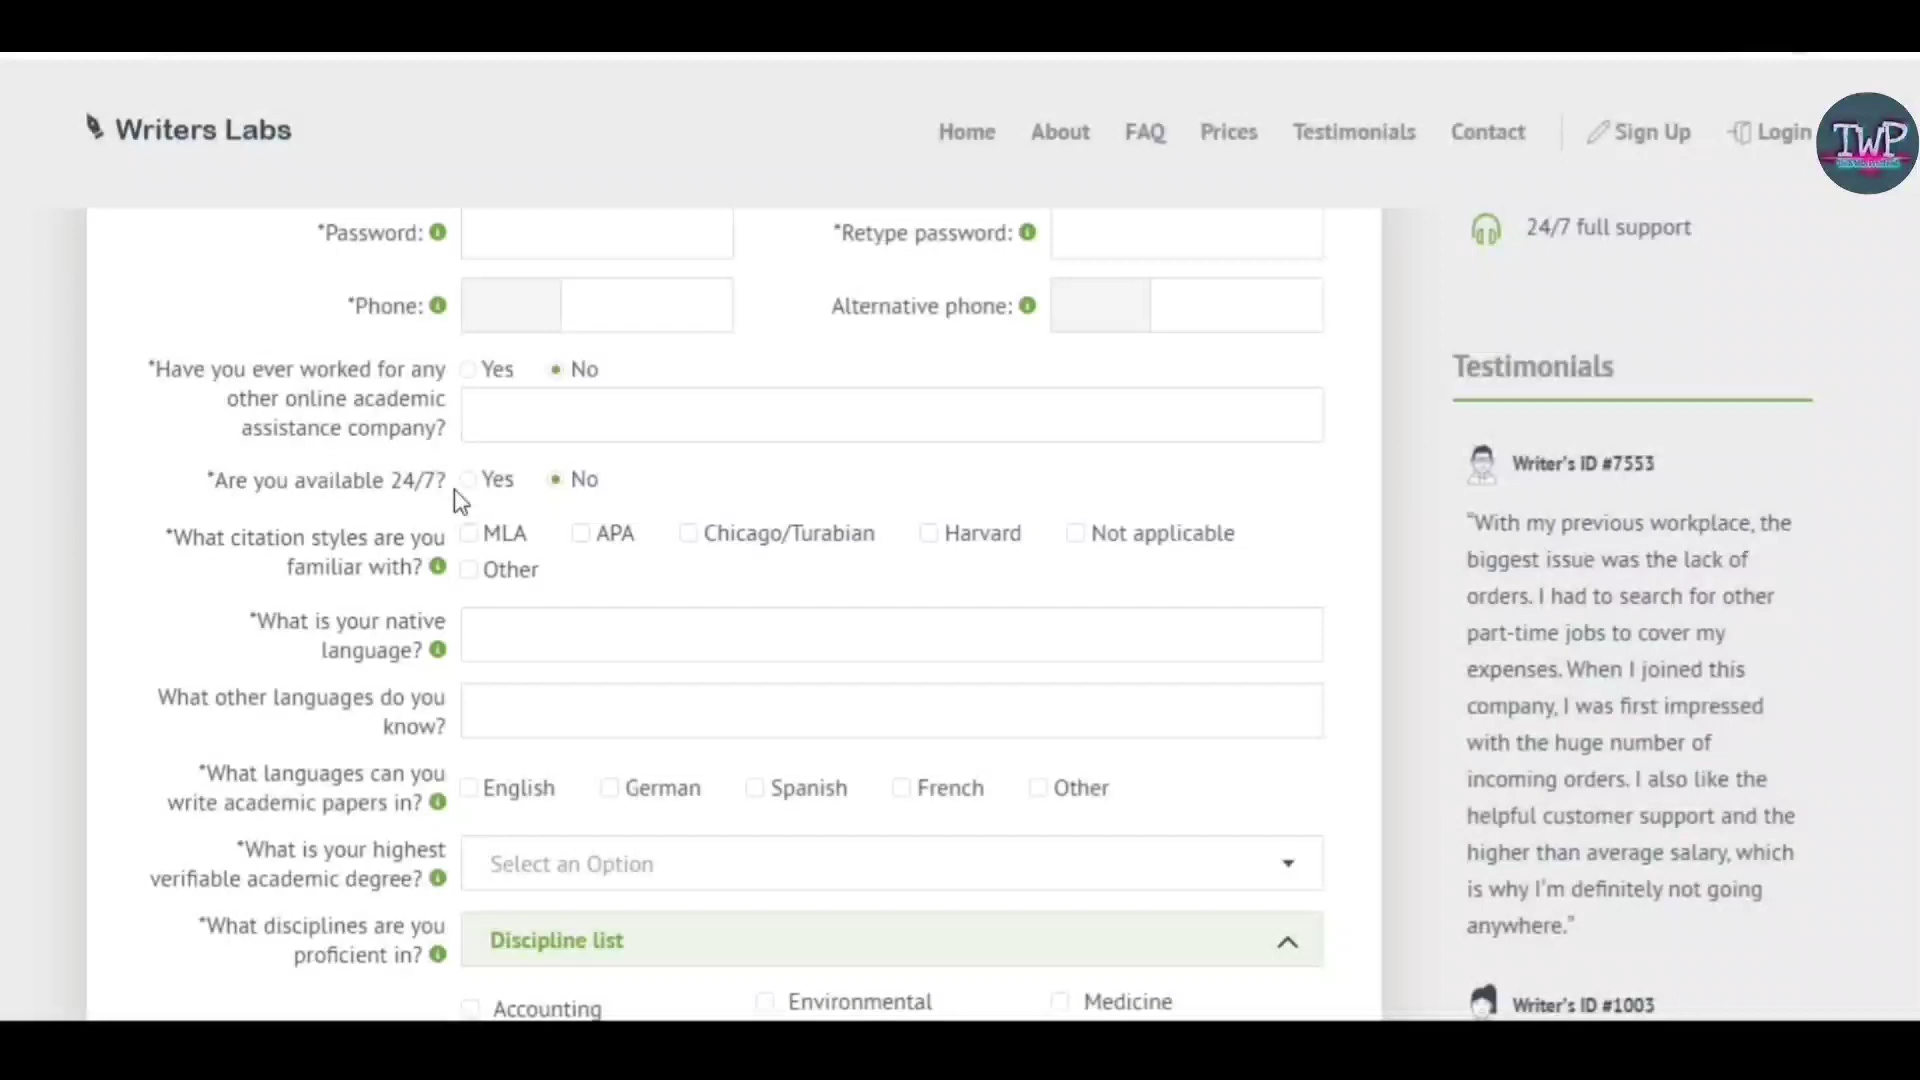 Writers Labs
Home About FAQ Prices Testimonials Contact Sign Up Login
TWP
*Password:
*Retype password:
24/7 full support
*Phone:
Alternative phone:
*Have you ever worked for any
other online academic
assistance company?
Yes No
*Are you available 24/7?
Yes No
*What citation styles are you
familiar with?
MLA APA Chicago/Turabian Harvard Not applicable
Other
*What is your native
language?
What other languages do you
know?
*What languages can you
write academic papers in?
English German Spanish French Other
*What is your highest
verifiable academic degree?
Select an Option
*What disciplines are you
proficient in?
Discipline list
Accounting Environmental Medicine
Testimonials
Writer's ID #7553
“With my previous workplace, the
biggest issue was the lack of
orders. I had to search for other
part-time jobs to cover my
expenses. When I joined this
company, I was first impressed
with the huge number of
incoming orders. I also like the
helpful customer support and the
higher than average salary, which
is why I’m definitely not going
anywhere.”
Writer's ID #1003